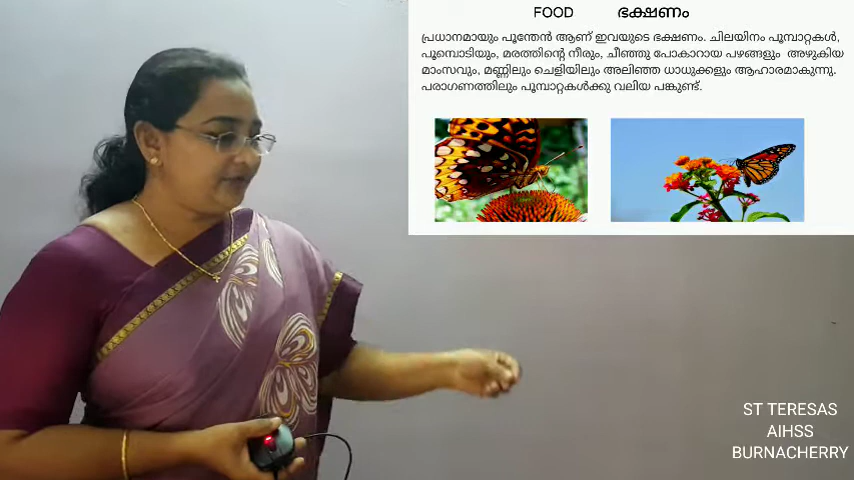 FOOD ഭക്ഷണം
പ്രധാനമായും പൂന്തേൻ ആണ് ഇവയുടെ ഭക്ഷണം. ചിലയിനം പൂമ്പാറ്റകൾ,
പൂമ്പൊടിയും, മരത്തിന്റെ നീരും, ചീഞ്ഞു പോകാറായ പഴങ്ങളും അഴുകിയ
മാംസവും, മണ്ണിലും ചെളിയിലും അലിഞ്ഞ ധാധുക്കളും ആഹാരമാകുന്നു.
പരാഗണത്തിലും പൂമ്പാറ്റകൾക്കു വലിയ പങ്കുണ്ട്.
ST TERESAS
AIHSS
BURNACHERRY